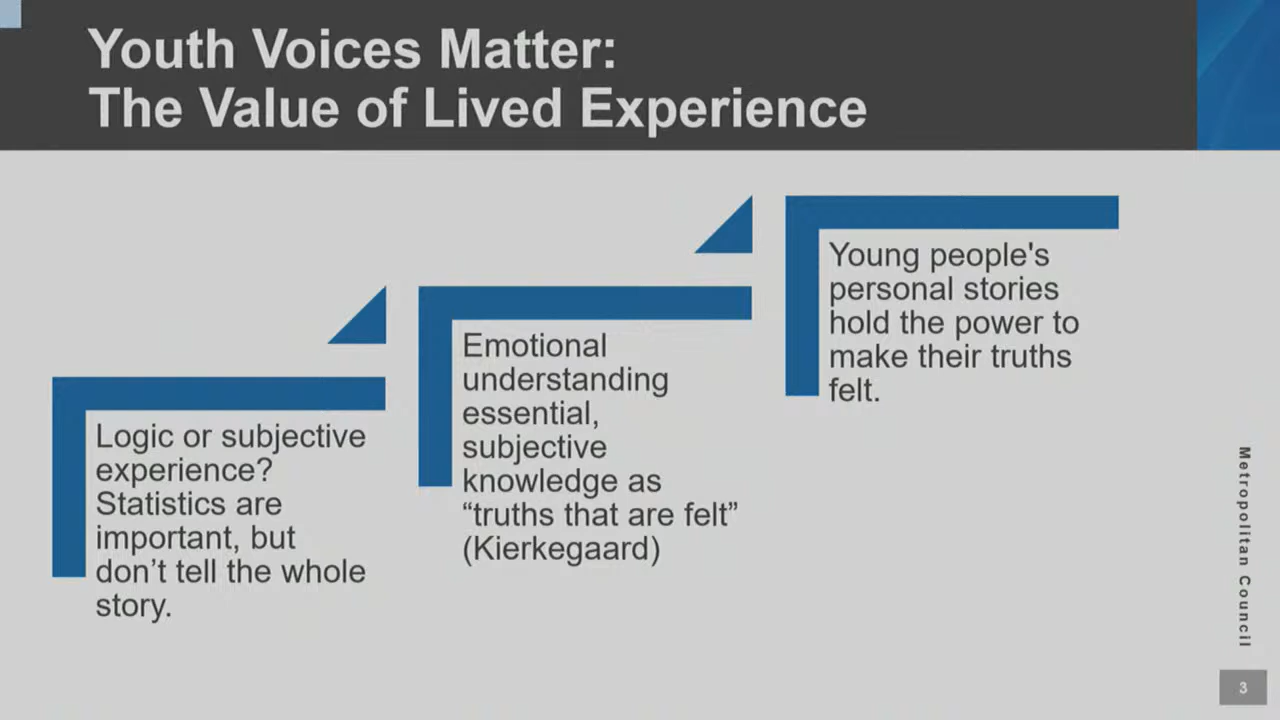 Youth Voices Matter:
The Value of Lived Experience
Logic or subjective
experience?
Statistics are
important, but
don’t tell the whole
story.
Emotional
understanding
essential,
subjective
knowledge as
“truths that are felt”
(Kierkegaard)
Young people's
personal stories
hold the power to
make their truths
felt.
Metropolitan Council
3